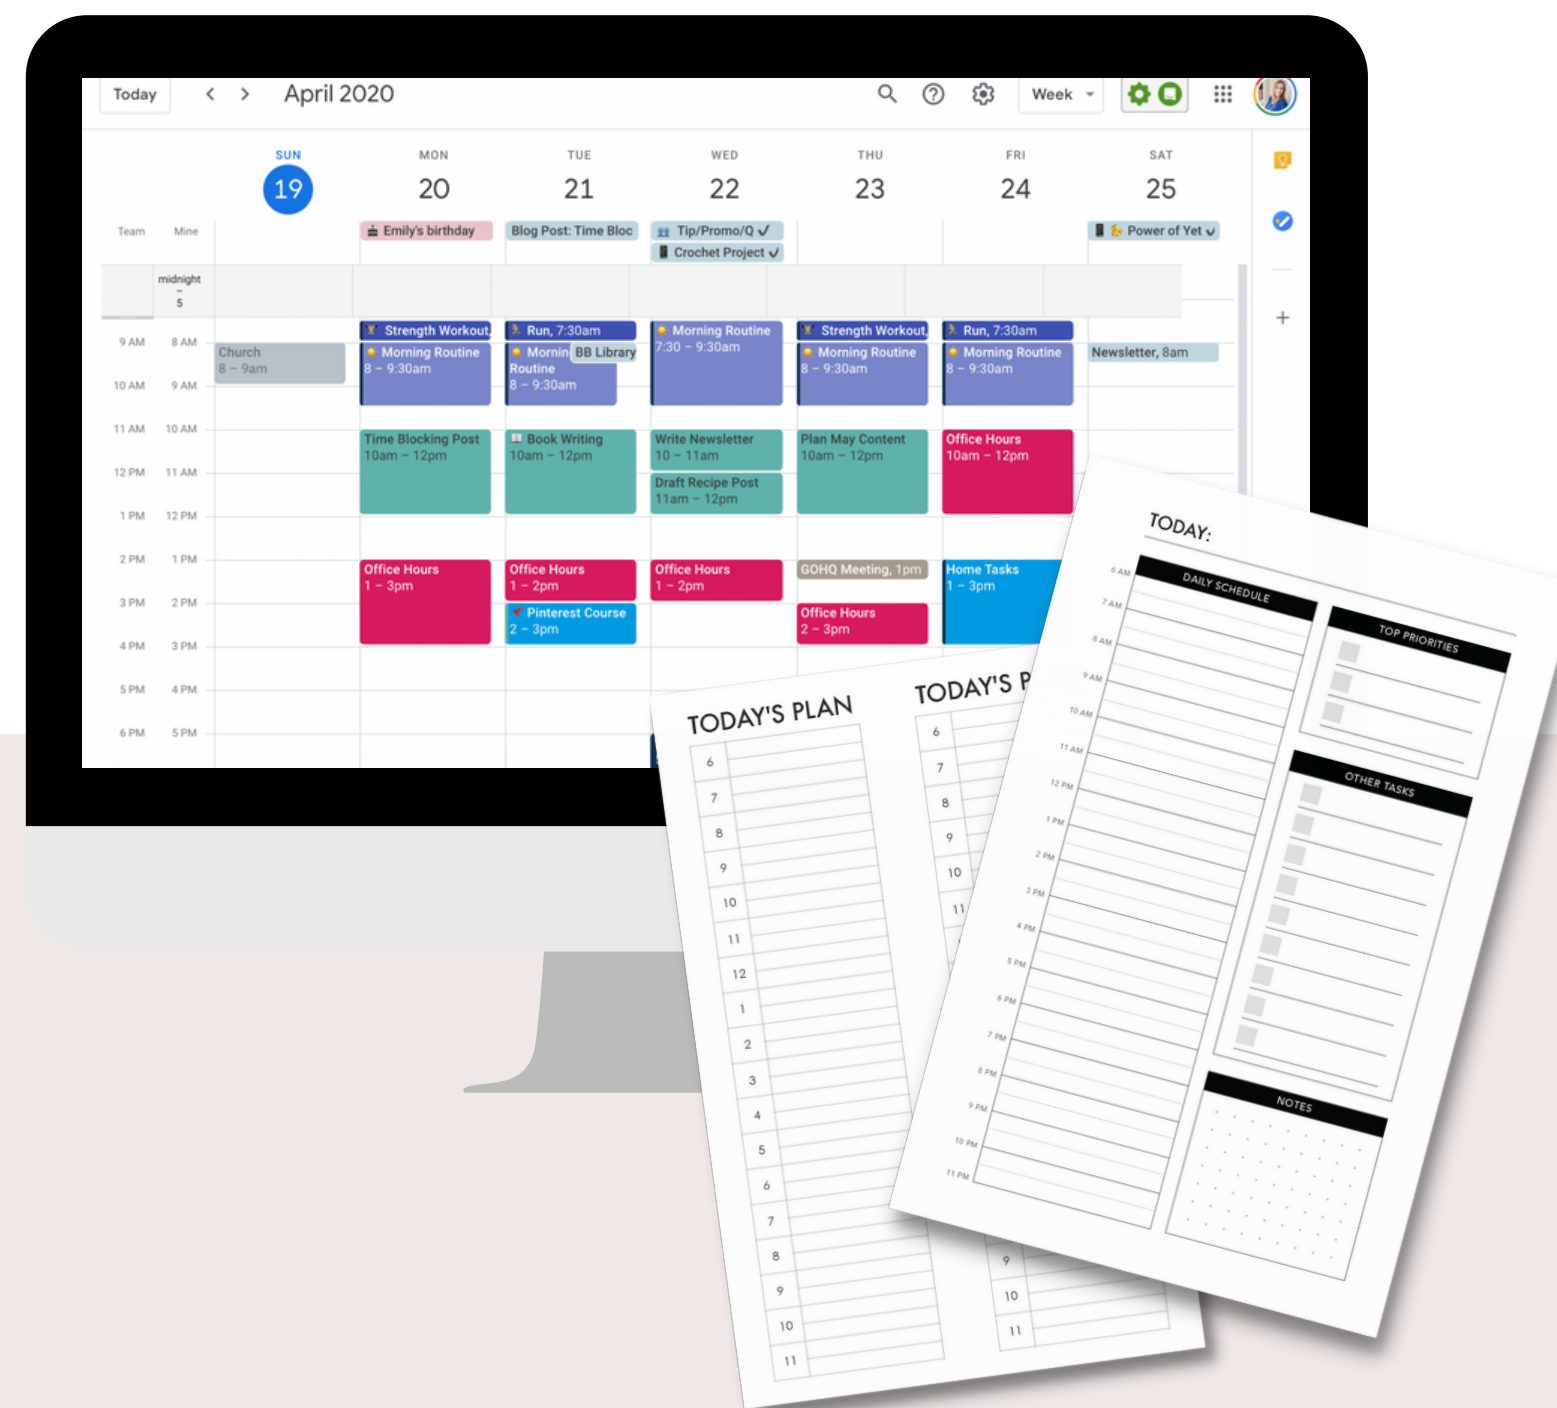 Today
April 2020
Week
SUN MON TUE WED THU FRI SAT
19 20 21 22 23 24 25
Team Mine
Emily's birthday
Blog Post: Time Bloc
Tip/Promo/Q ✓
Crochet Project ✓
Power of Yet ✓
midnight
–
5
9 AM 8 AM
10 AM 9 AM
11 AM 10 AM
12 PM 11 AM
1 PM 12 PM
2 PM 1 PM
3 PM 2 PM
4 PM 3 PM
5 PM 4 PM
6 PM 5 PM
Church
8 – 9am
Strength Workout,
Morning Routine
8 – 9:30am
Time Blocking Post
10am – 12pm
Office Hours
1 – 3pm
Run, 7:30am
Mornin
Routine
8 – 9:30am
BB Library
Book Writing
10am – 12pm
Office Hours
1 – 2pm
Pinterest Course
2 – 3pm
Morning Routine
7:30 – 9:30am
Write Newsletter
10 – 11am
Draft Recipe Post
11am – 12pm
Office Hours
1 – 2pm
Strength Workout,
Morning Routine
8 – 9:30am
Plan May Content
10am – 12pm
GOHQ Meeting, 1pm
Office Hours
2 – 3pm
Run, 7:30am
Morning Routine
8 – 9:30am
Office Hours
10am – 12pm
Home Tasks
1 – 3pm
Newsletter, 8am
TODAY'S PLAN
6
7
8
9
10
11
12
1
2
3
4
5
6
7
8
9
10
11
TODAY'S P
6
7
8
9
10
11
9
10
11
TODAY:
DAILY SCHEDULE
6 AM
7 AM
8 AM
9 AM
10 AM
11 AM
12 PM
1 PM
2 PM
3 PM
4 PM
5 PM
6 PM
7 PM
8 PM
9 PM
10 PM
11 PM
TOP PRIORITIES
OTHER TASKS
NOTES